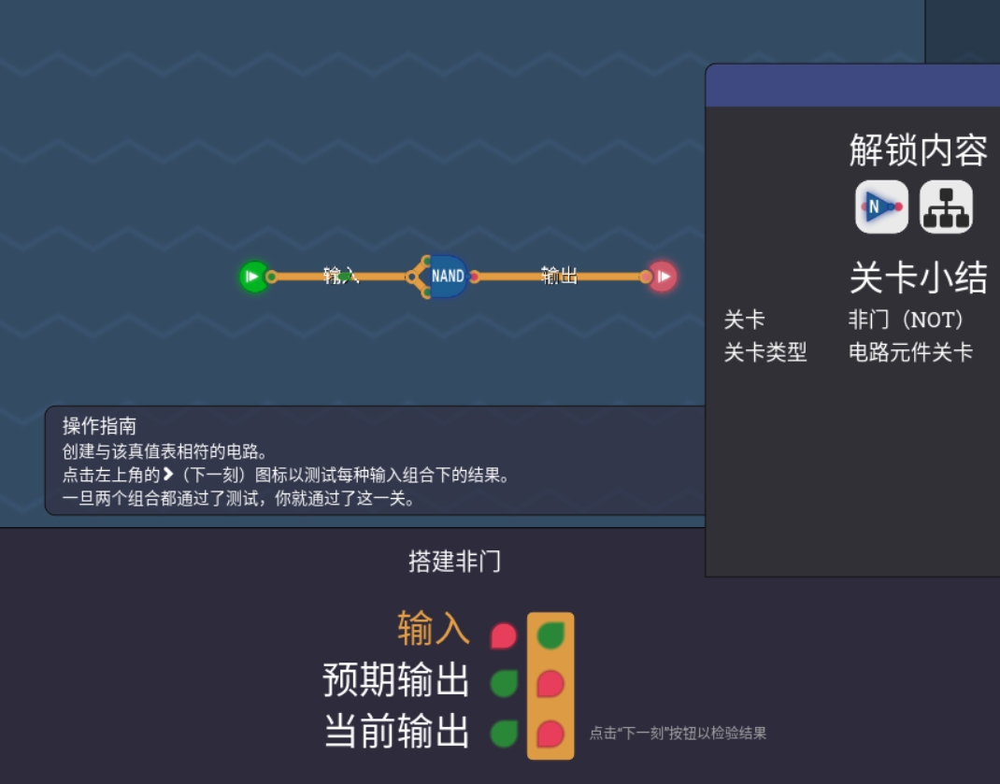 解锁内容
N
输入
NAND
输出
关卡小结
关卡 非门（NOT）
关卡类型 电路元件关卡
操作指南
创建与该真值表相符的电路。
点击左上角的（下一刻）图标以测试每种输入组合下的结果。
一旦两个组合都通过了测试，你就通过了这一关。
搭建非门
输入
预期输出
当前输出
点击“下一刻”按钮以检验结果